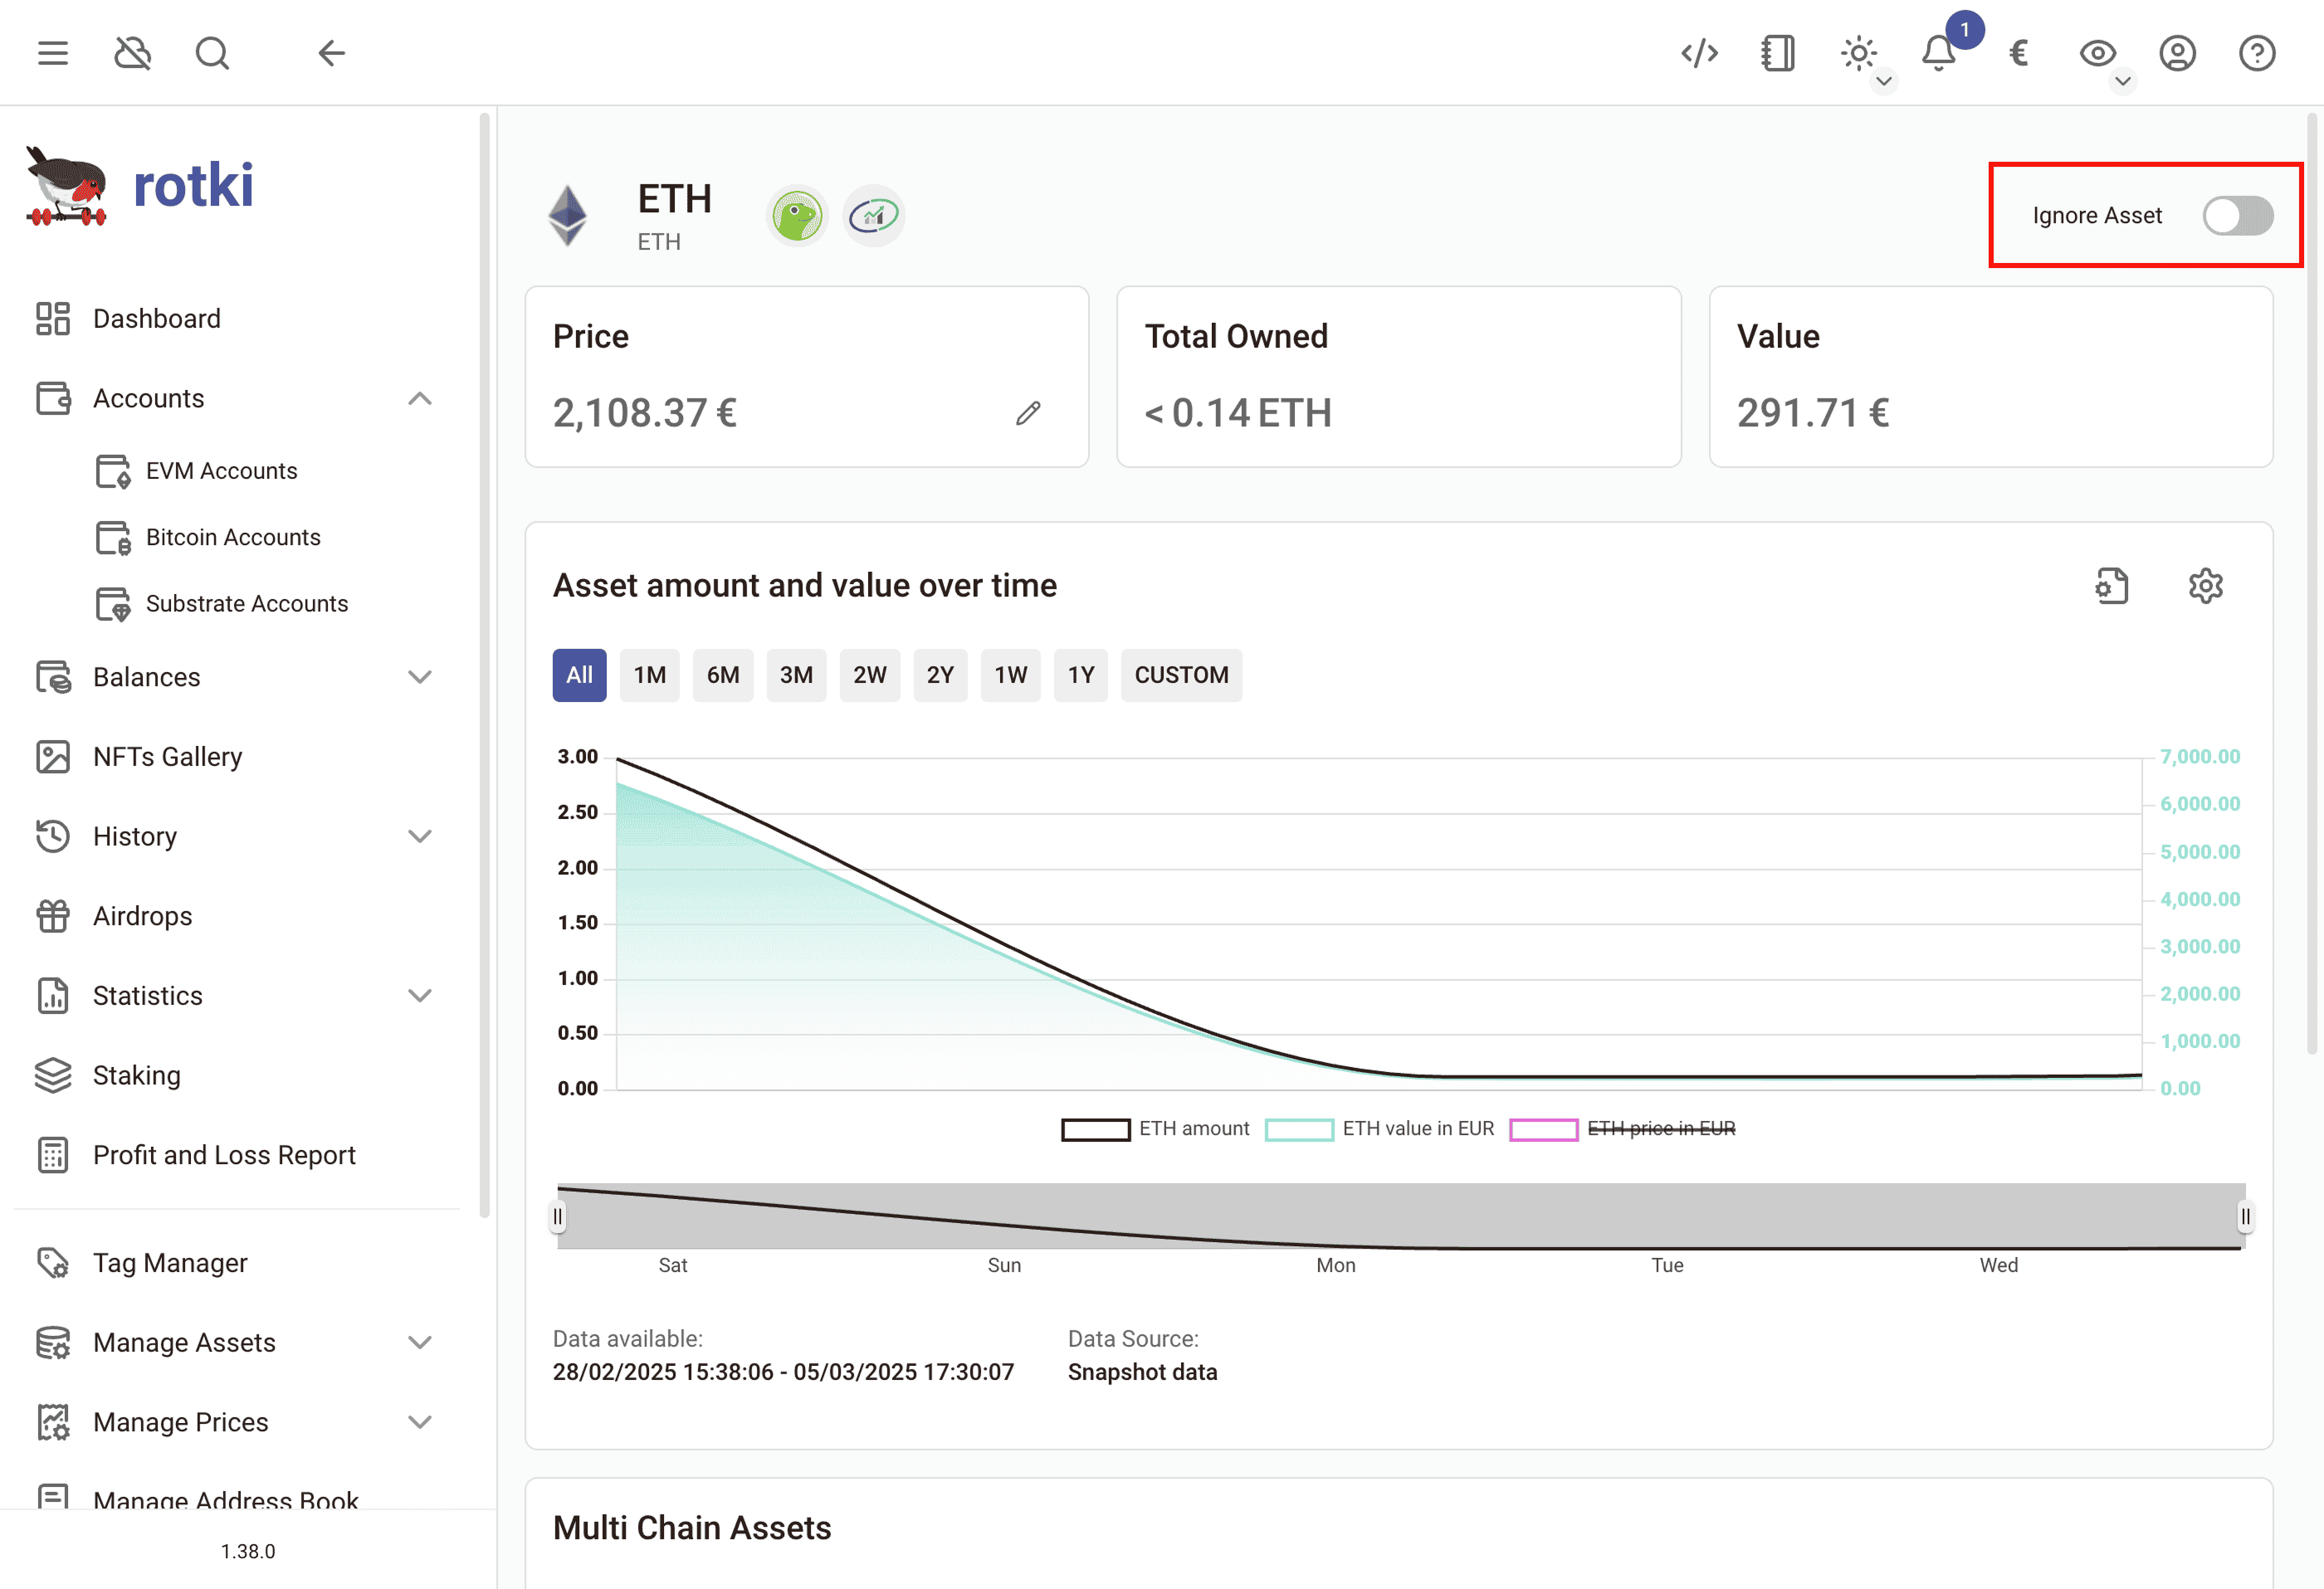 1
€
rotki
Dashboard
Accounts
EVM Accounts
Bitcoin Accounts
Substrate Accounts
Balances
NFTs Gallery
History
Airdrops
Statistics
Staking
Profit and Loss Report
Tag Manager
Manage Assets
Manage Prices
Manage Address Book
1.38.0
ETH
ETH
Ignore Asset
Price
2,108.37 €
Total Owned
< 0.14 ETH
Value
291.71 €
Asset amount and value over time
All 1M 6M 3M 2W 2Y 1W 1Y CUSTOM
3.00
2.50
2.00
1.50
1.00
0.50
0.00
7,000.00
6,000.00
5,000.00
4,000.00
3,000.00
2,000.00
1,000.00
0.00
ETH amount ETH value in EUR ETH price in EUR
Sat Sun Mon Tue Wed
Data available:
28/02/2025 15:38:06 - 05/03/2025 17:30:07
Data Source:
Snapshot data
Multi Chain Assets